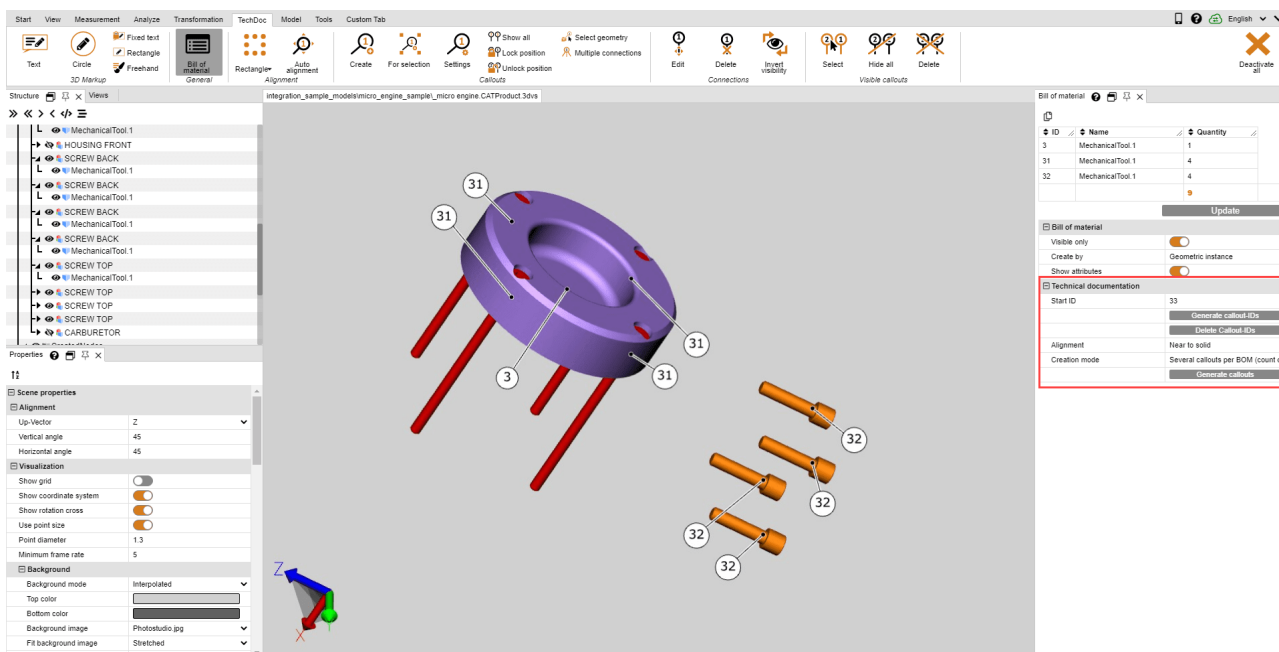 Start View Measurement Analyze Transformation TechDoc Model Tools Custom Tab English
Text Circle Fixed text Rectangle Freehand
3D Markup
Bill of material
General
Rectangle Auto alignment
Alignment
Create For selection Settings Show all Lock position Unlock position Select geometry Multiple connections
Callouts
Edit Delete Invert visibility
Connections
Select Hide all Delete
Visible callouts
Deactivate all
Structure Views
MechanicalTool.1
HOUSING FRONT
SCREW BACK
MechanicalTool.1
SCREW BACK
MechanicalTool.1
SCREW BACK
MechanicalTool.1
SCREW BACK
MechanicalTool.1
SCREW TOP
MechanicalTool.1
SCREW TOP
SCREW TOP
SCREW TOP
CARBURETOR
Properties
Scene properties
Alignment
Up-Vector Z
Vertical angle 45
Horizontal angle 45
Visualization
Show grid
Show coordinate system
Show rotation cross
Use point size
Point diameter 1.3
Minimum frame rate 5
Background
Background mode Interpolated
Top color
Bottom color
Background image Photostudio.jpg
Fit background image Stretched
integration_sample_models\micro_engine_sample\_micro engine.CATProduct.3dvs
31
31
31
31
3
32
32
32
32
Z
X
Bill of material
ID Name Quantity
3 MechanicalTool.1 1
31 MechanicalTool.1 4
32 MechanicalTool.1 4
9
Update
Bill of material
Visible only
Create by Geometric instance
Show attributes
Technical documentation
Start ID 33
Generate callout-IDs
Delete Callout-IDs
Alignment Near to solid
Creation mode Several callouts per BOM (count
Generate callouts